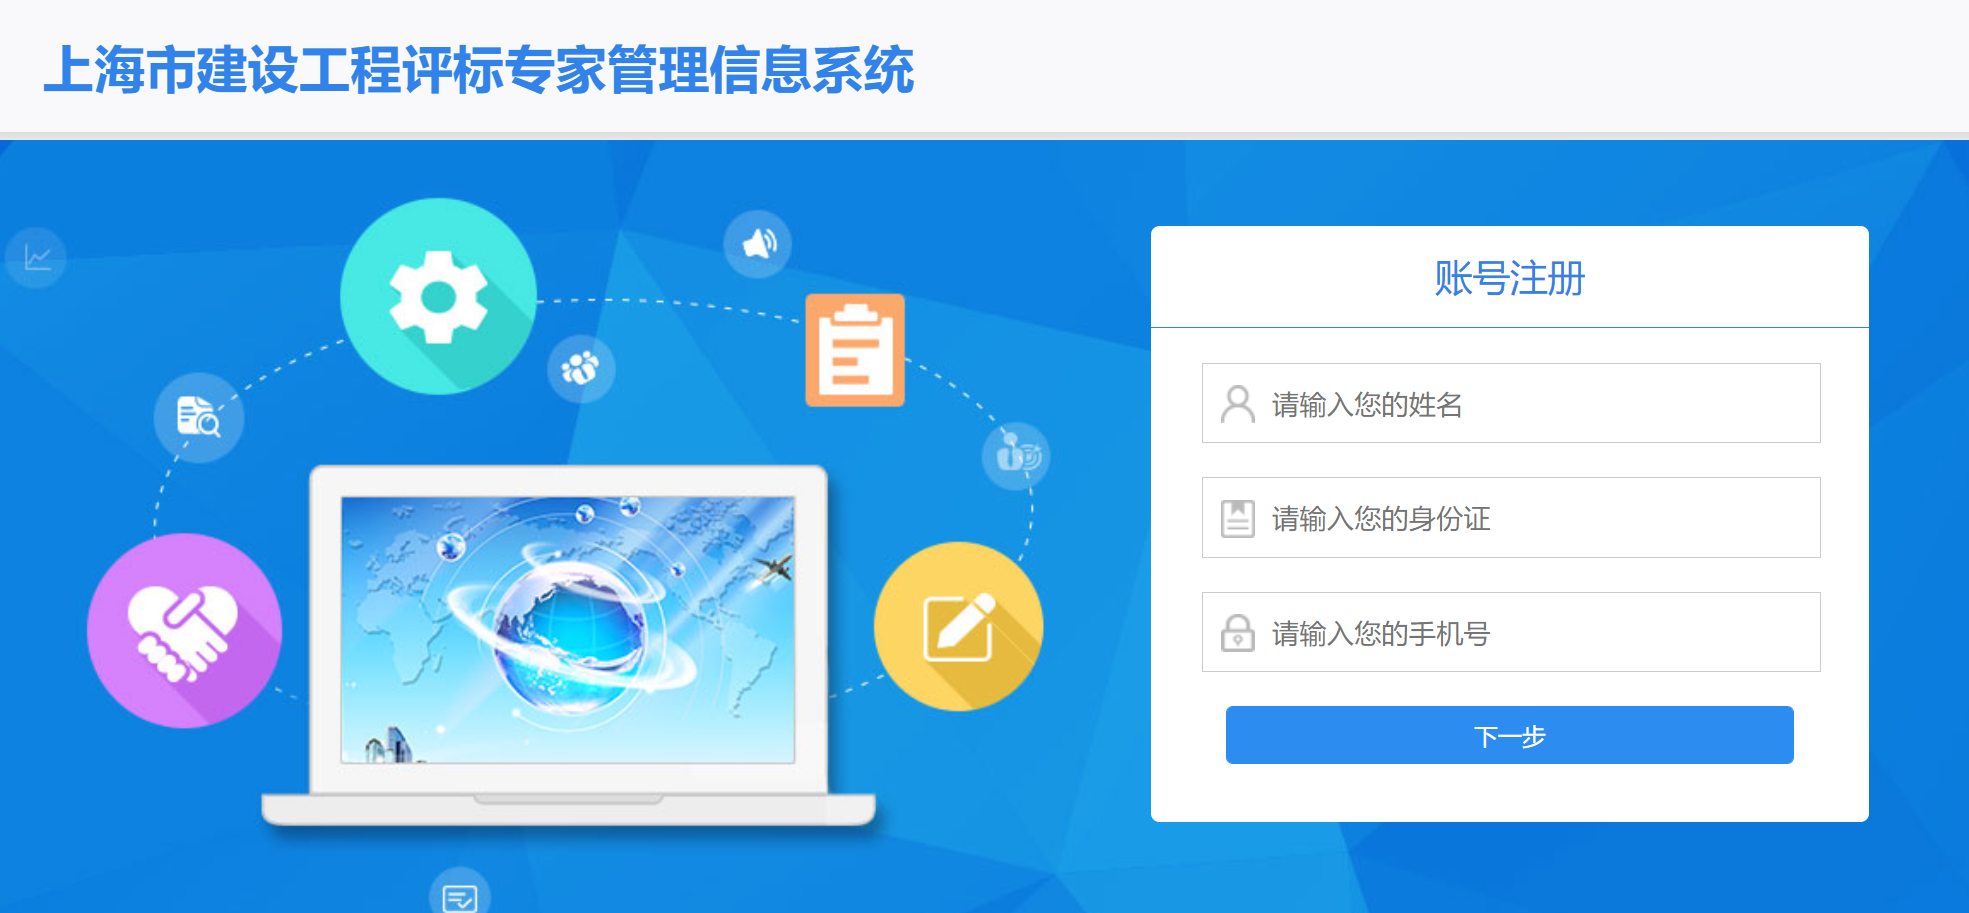 上海市建设工程评标专家管理信息系统
账号注册
请输入您的姓名
请输入您的身份证
请输入您的手机号
下一步